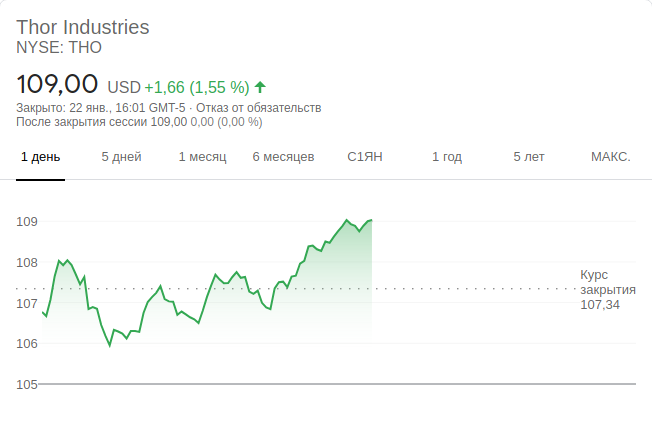 Thor Industries
NYSE: THO
109,00 USD +1,66 (1,55 %)
Закрыто: 22 янв., 16:01 GMT-5 · Отказ от обязательств
После закрытия сессии 109,00 0,00 (0,00 %)
1 день 5 дней 1 месяц 6 месяцев С1ЯН 1 год 5 лет МАКС.
109
108
Курс
закрытия
107,34
107
106
105